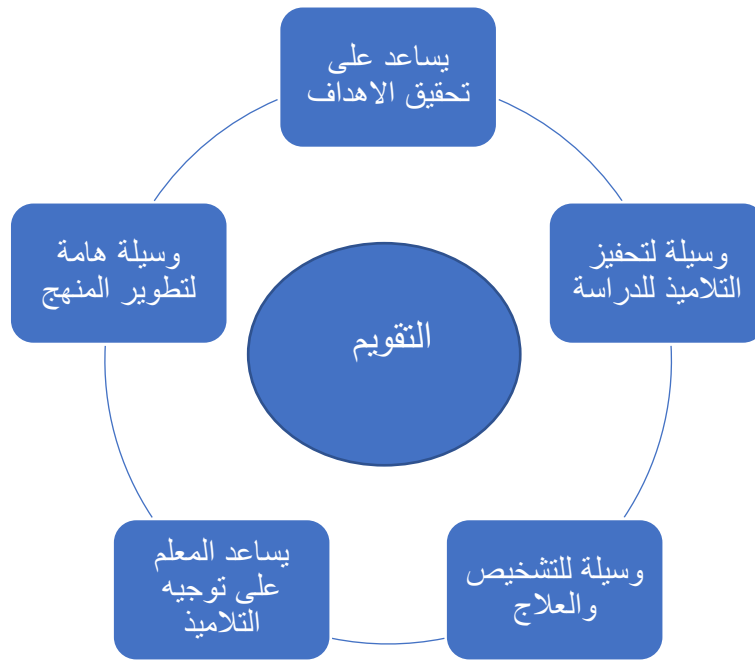 يساعد على
تحقيق الاهداف
وسيلة لتحفيز
التلاميذ للدراسة
وسيلة للتشخيص
والعلاج
يساعد المعلم
على توجيه
التلاميذ
وسيلة هامة
لتطوير المنهج
التقويم